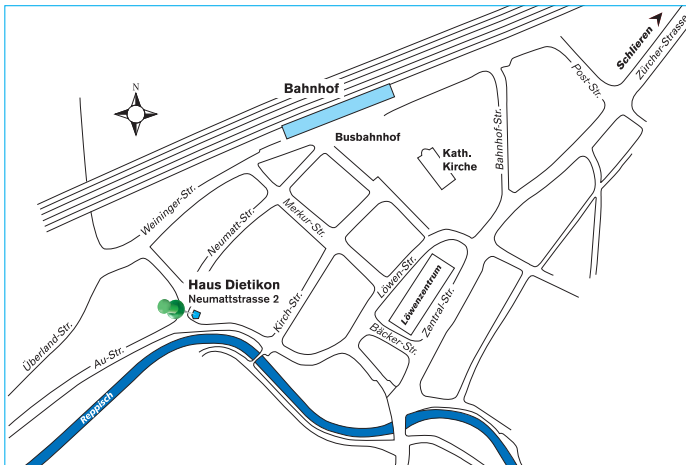 Schlieren
Zürcher-Strasse
Post-Str.
N
Bahnhof
Busbahnhof
Kath.
Kirche
Bahnhof-Str.
Weininger-Str.
Neumatt-Str.
Merkur-Str.
Löwen-Str.
Löwenzentrum
Zentral-Str.
Haus Dietikon
Neumattstrasse 2
Kirch-Str.
Bäcker-Str.
Überland-Str.
Au-Str.
Reppisch